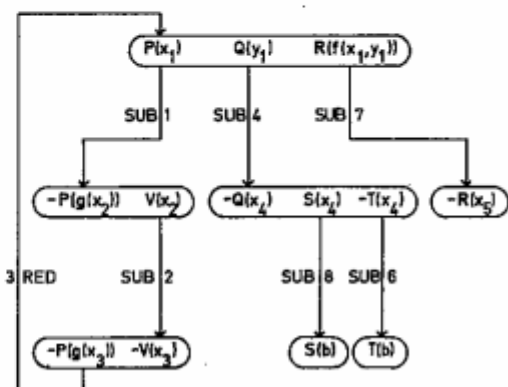 P(x1) Q(y1) R(f(x1,y1))
SUB 1 SUB 4 SUB 7
-P(g(x2)) V(x2) -Q(x4) S(x4) -T(x4) -R(x5)
3 RED SUB 2 SUB 8 SUB 6
-P(g(x3)) -V(x3) S(b) T(b)